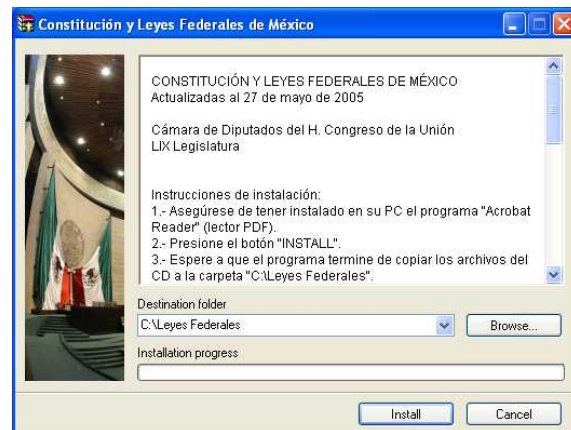 Constitución y Leyes Federales de México
CONSTITUCIÓN Y LEYES FEDERALES DE MÉXICO
Actualizadas al 27 de mayo de 2005
Cámara de Diputados del H. Congreso de la Unión
LIX Legislatura
Instrucciones de instalación:
1.- Asegúrese de tener instalado en su PC el programa "Acrobat
Reader" (lector PDF).
2.- Presione el botón "INSTALL".
3.- Espere a que el programa termine de copiar los archivos del
CD a la carpeta "C:\Leyes Federales".
Destination folder
C:\Leyes Federales
Browse...
Installation progress
Install
Cancel